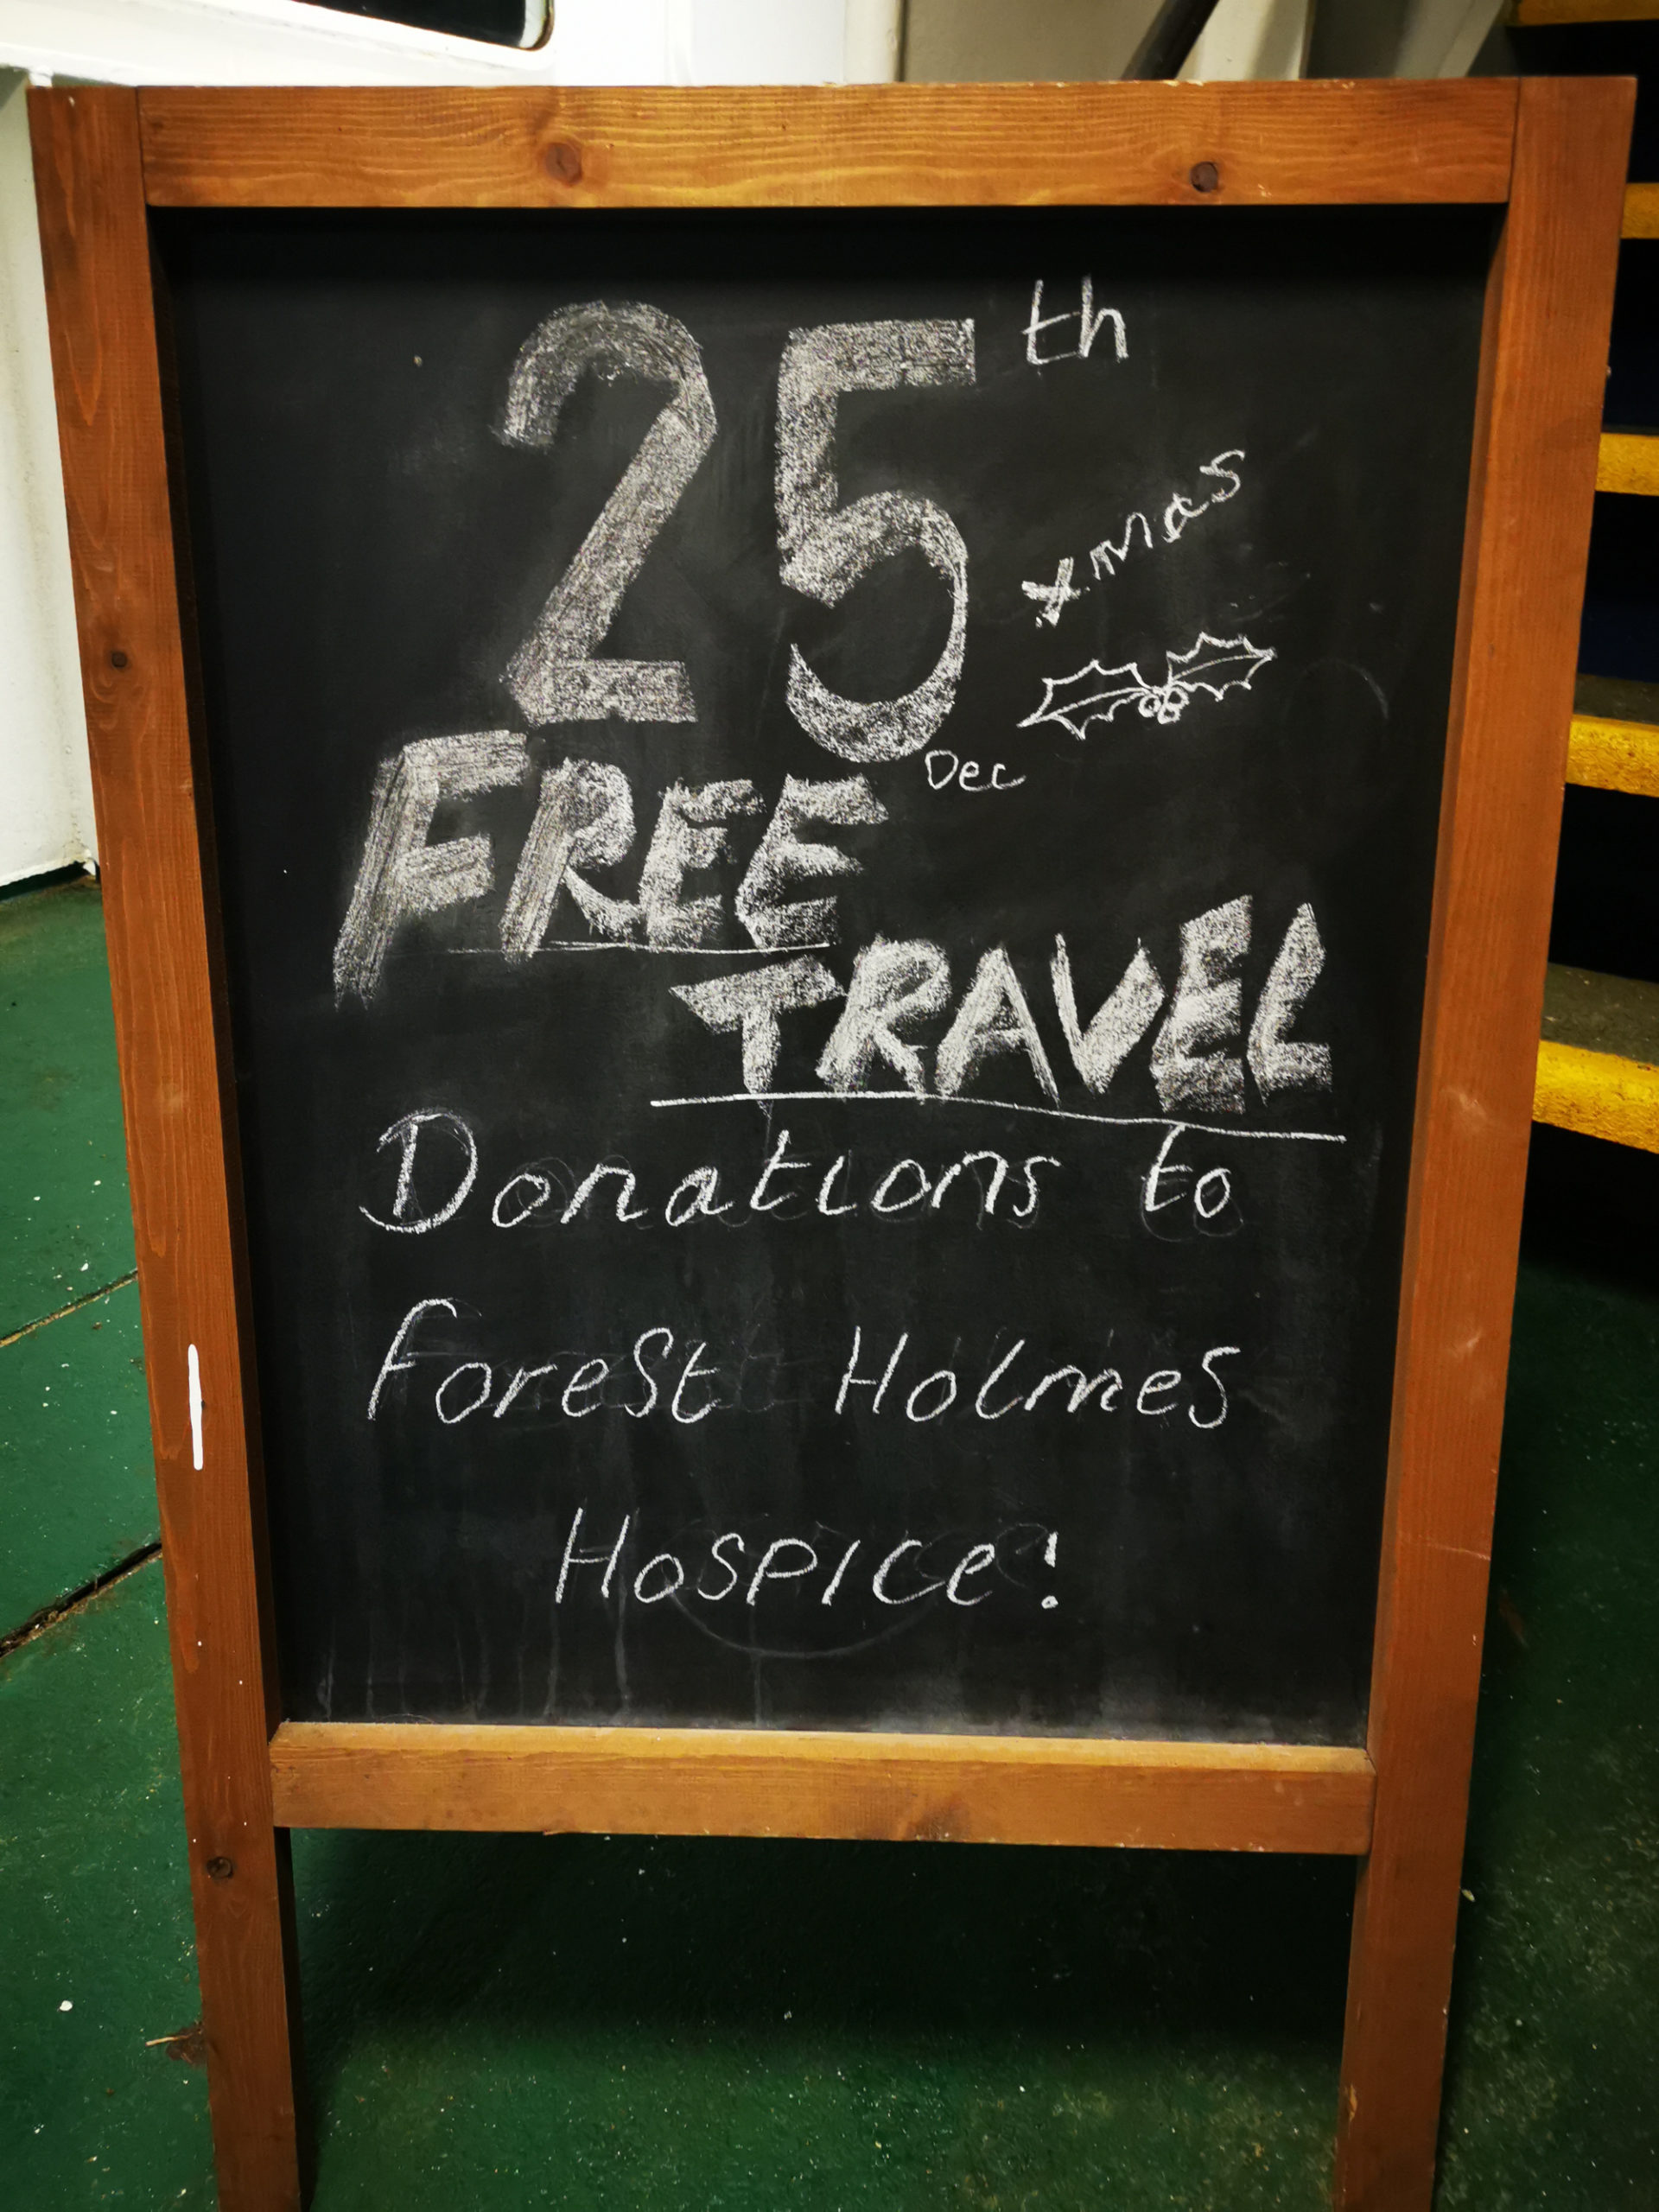 25th
xmas
Dec
FREE
TRAVEL
Donations to
Forest Holmes
Hospice!